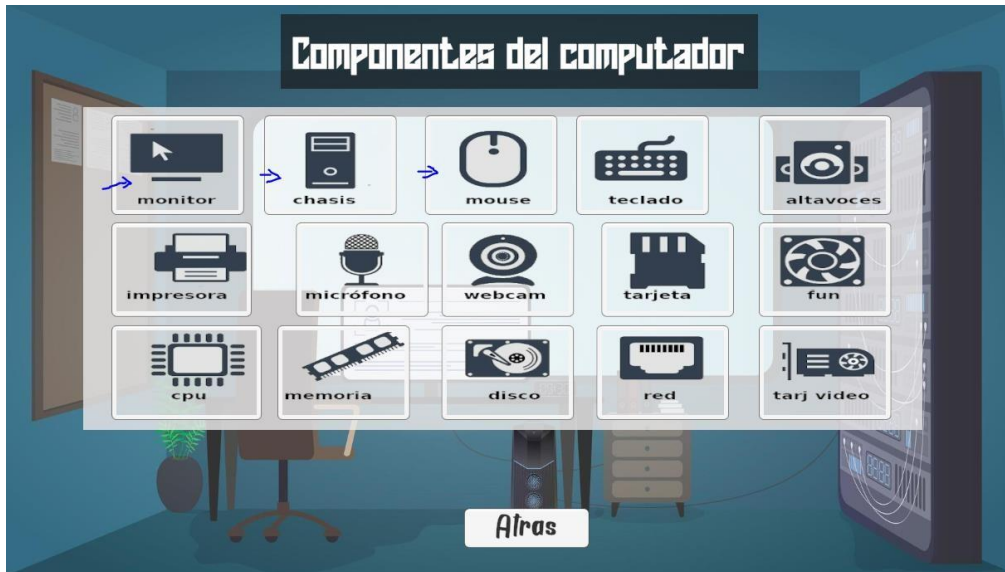 Componentes del computador
monitor
chasis
mouse
teclado
altavoces
impresora
micrófono
webcam
tarjeta
fun
cpu
memoria
disco
red
tarj video
Atras